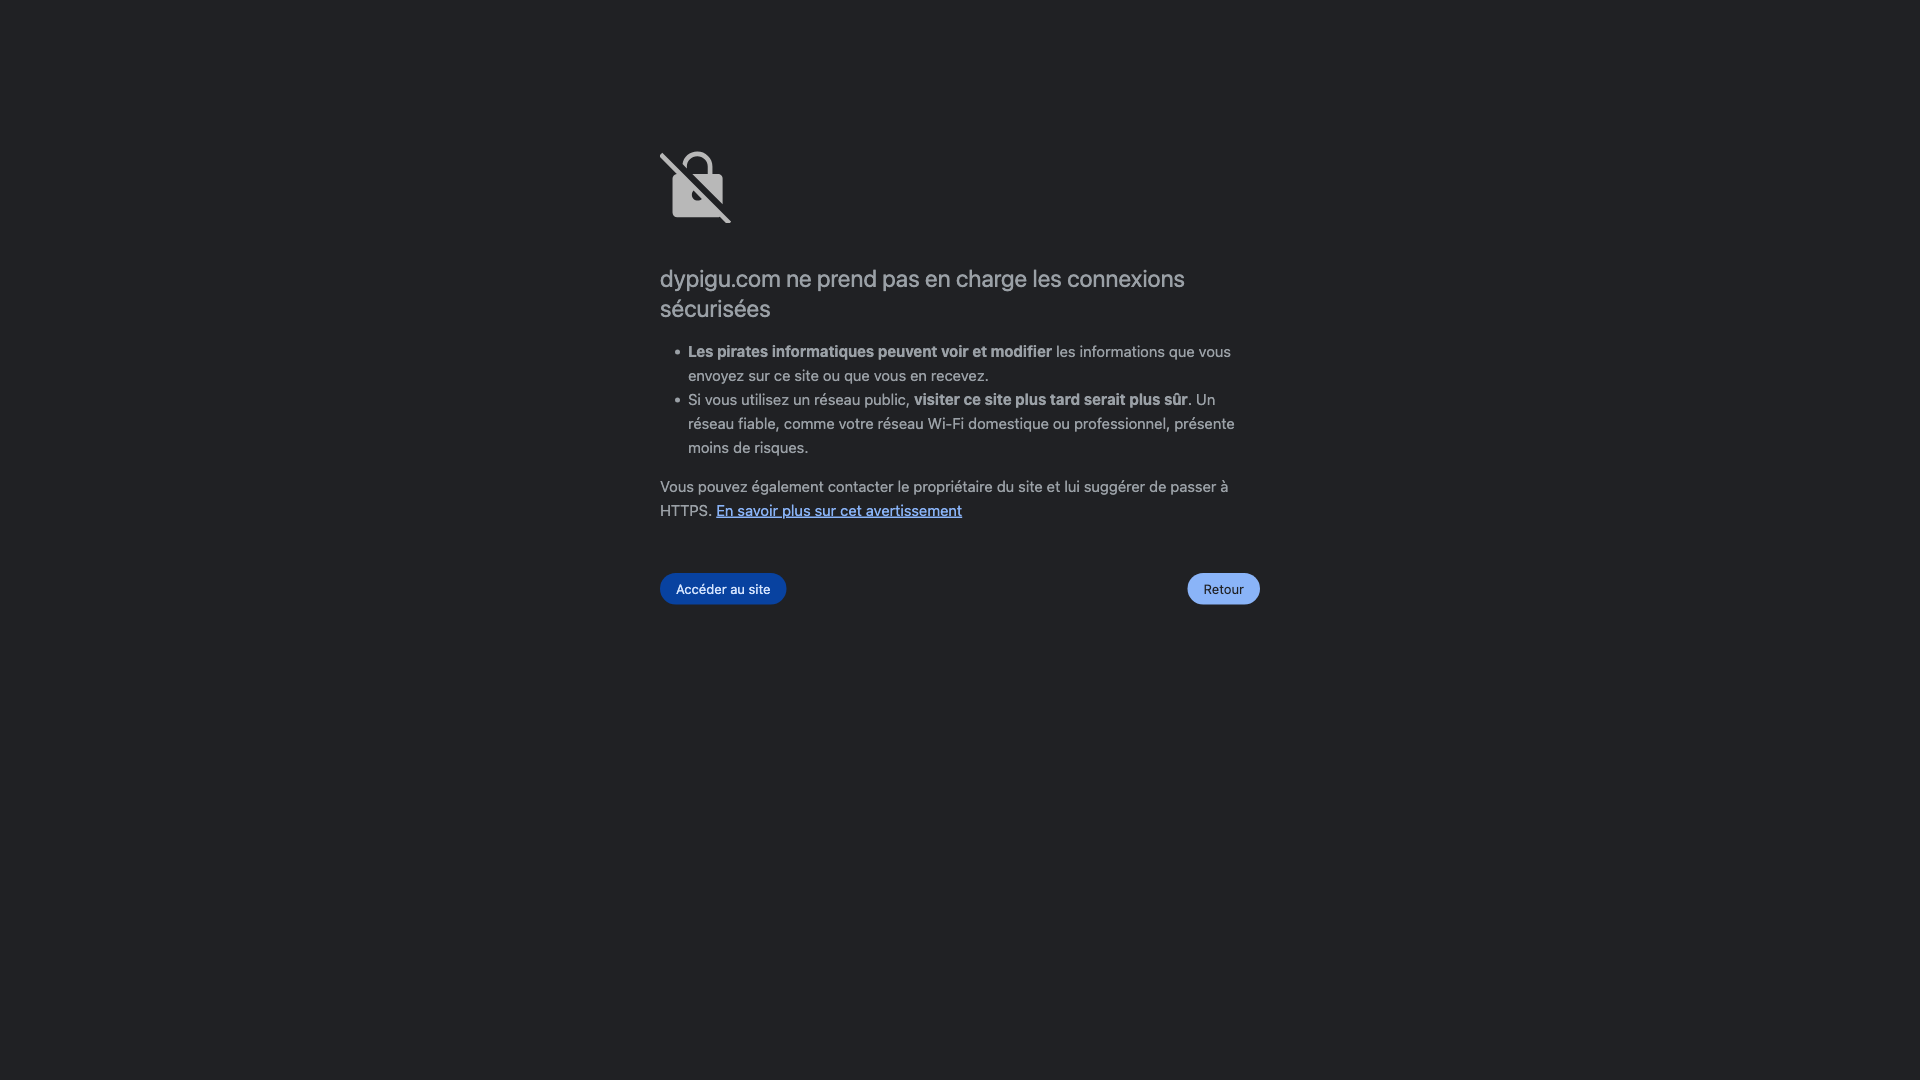 dypigu.com ne prend pas en charge les connexions
sécurisées
• Les pirates informatiques peuvent voir et modifier les informations que vous
envoyez sur ce site ou que vous en recevez.
• Si vous utilisez un réseau public, visiter ce site plus tard serait plus sûr. Un
réseau fiable, comme votre réseau Wi-Fi domestique ou professionnel, présente
moins de risques.
Vous pouvez également contacter le propriétaire du site et lui suggérer de passer à
HTTPS. En savoir plus sur cet avertissement
Accéder au site
Retour